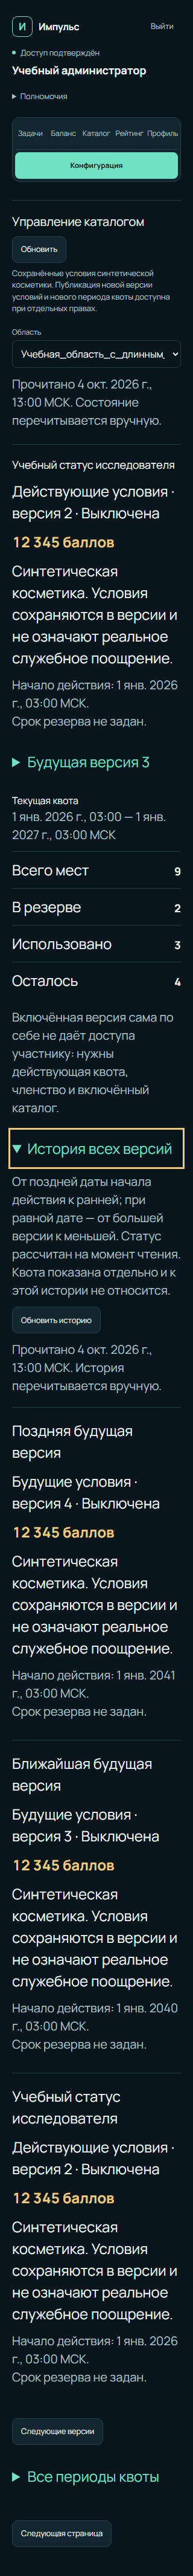 И Импульс Выйти
Доступ подтверждён
Учебный администратор
Полномочия
Задачи Баланс Каталог Рейтинг Профиль
Конфигурация
Управление каталогом
Обновить
Сохранённые условия синтетической
косметики. Публикация новой версии
условий и нового периода квоты доступна
при отдельных правах.
Область
Учебная_область_с_длинным_
Прочитано 4 окт. 2026 г.,
13:00 МСК. Состояние
перечитывается вручную.
Учебный статус исследователя
Действующие условия ·
версия 2 · Выключена
12 345 баллов
Синтетическая
косметика. Условия
сохраняются в версии и
не означают реальное
служебное поощрение.
Начало действия: 1 янв. 2026
г., 03:00 МСК.
Срок резерва не задан.
Будущая версия 3
Текущая квота
1 янв. 2026 г., 03:00 — 1 янв.
2027 г., 03:00 МСК
Всего мест 9
В резерве 2
Использовано 3
Осталось 4
Включённая версия сама по
себе не даёт доступа
участнику: нужны
действующая квота,
членство и включённый
каталог.
История всех версий
От поздней даты начала
действия к ранней; при
равной дате — от большей
версии к меньшей. Статус
рассчитан на момент чтения.
Квота показана отдельно и к
этой истории не относится.
Обновить историю
Прочитано 4 окт. 2026 г.,
13:00 МСК. История
перечитывается вручную.
Поздняя будущая
версия
Будущие условия ·
версия 4 · Выключена
12 345 баллов
Синтетическая
косметика. Условия
сохраняются в версии и
не означают реальное
служебное поощрение.
Начало действия: 1 янв. 2041
г., 03:00 МСК.
Срок резерва не задан.
Ближайшая будущая
версия
Будущие условия ·
версия 3 · Выключена
12 345 баллов
Синтетическая
косметика. Условия
сохраняются в версии и
не означают реальное
служебное поощрение.
Начало действия: 1 янв. 2040
г., 03:00 МСК.
Срок резерва не задан.
Учебный статус
исследователя
Действующие условия ·
версия 2 · Выключена
12 345 баллов
Синтетическая
косметика. Условия
сохраняются в версии и
не означают реальное
служебное поощрение.
Начало действия: 1 янв. 2026
г., 03:00 МСК.
Срок резерва не задан.
Следующие версии
Все периоды квоты
Следующая страница